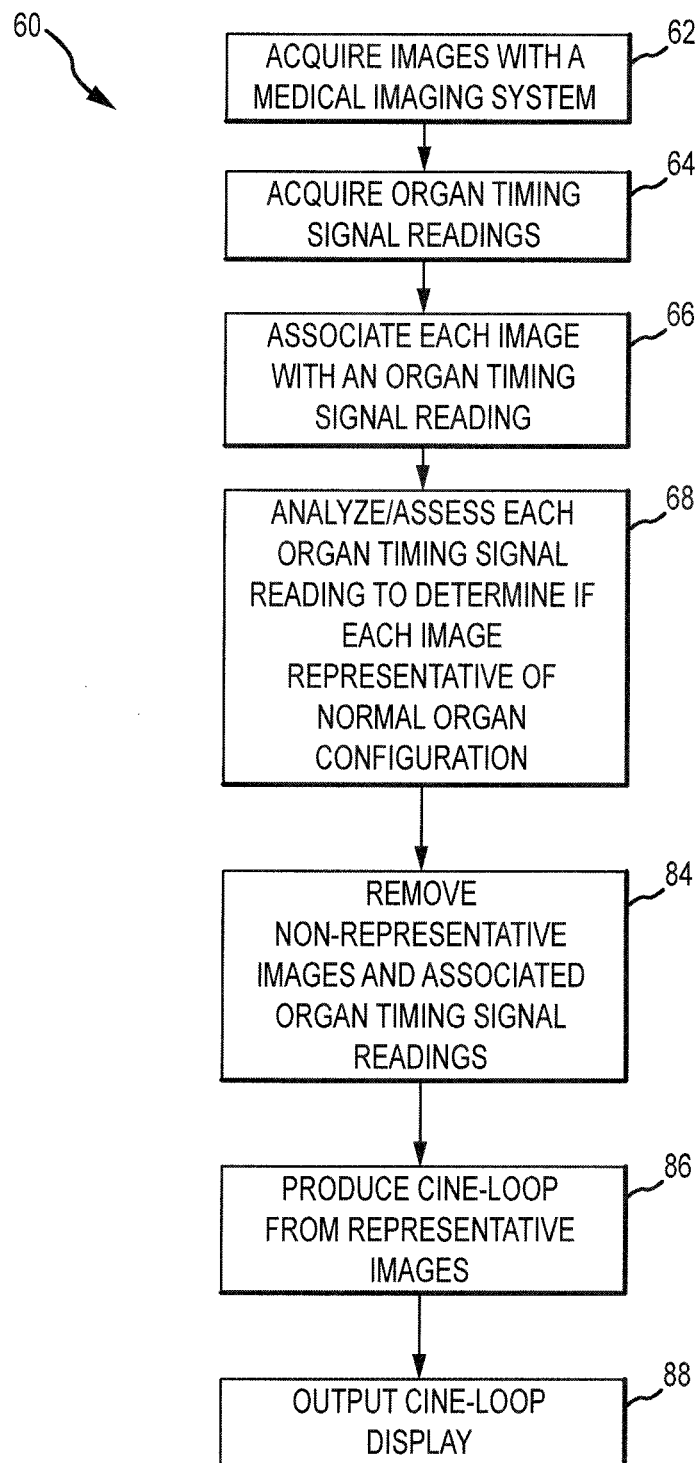 60
62
ACQUIRE IMAGES WITH A
MEDICAL IMAGING SYSTEM
64
ACQUIRE ORGAN TIMING
SIGNAL READINGS
66
ASSOCIATE EACH IMAGE
WITH AN ORGAN TIMING
SIGNAL READING
68
ANALYZE/ASSESS EACH
ORGAN TIMING SIGNAL
READING TO DETERMINE IF
EACH IMAGE
REPRESENTATIVE OF
NORMAL ORGAN
CONFIGURATION
84
REMOVE
NON-REPRESENTATIVE
IMAGES AND ASSOCIATED
ORGAN TIMING SIGNAL
READINGS
86
PRODUCE CINE-LOOP
FROM REPRESENTATIVE
IMAGES
88
OUTPUT CINE-LOOP
DISPLAY